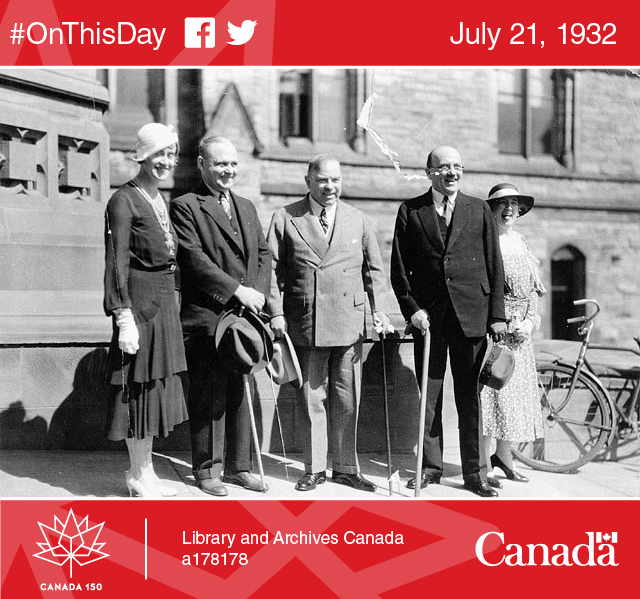 #OnThisDay
July 21, 1932
CANADA 150
Library and Archives Canada
a178178
Canada